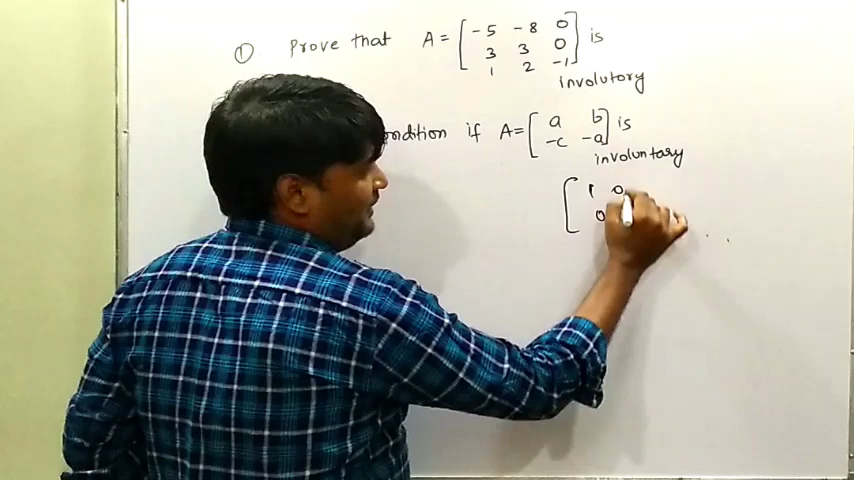 ① Prove that A = [ -5 -8 0 ] is
3 3 0
1 2 -1
involutory
ondition if A = [ a b ] is
-c -a
involuntary
[ 1 0
0